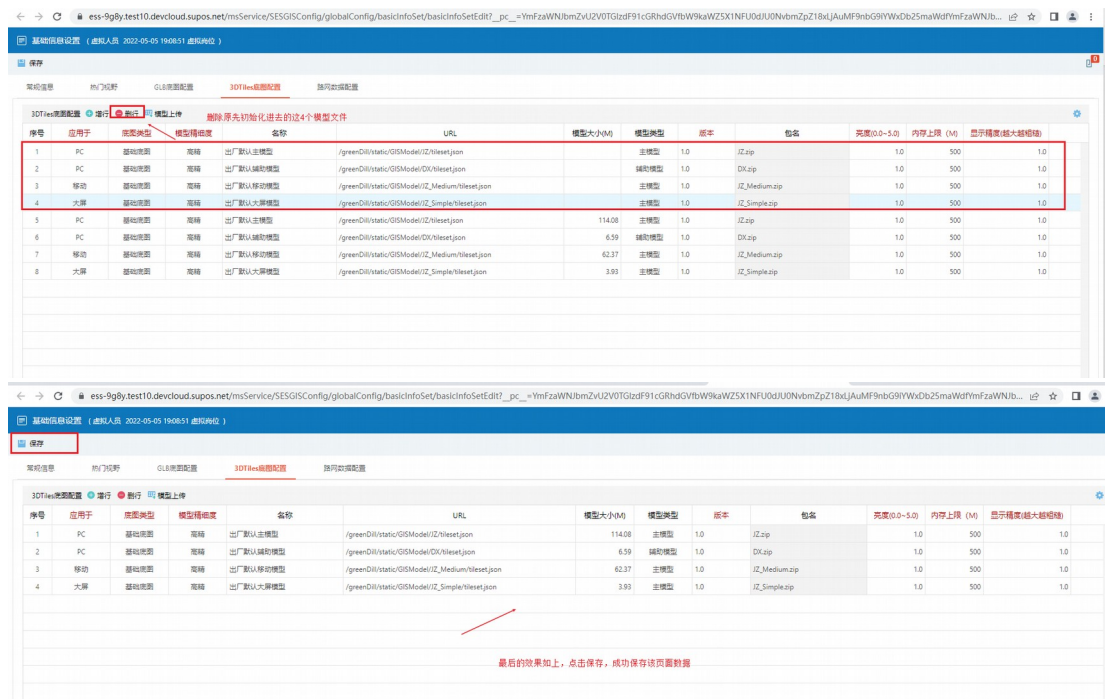 ess-9g8y.test10.devcloud.supos.net/msService/SESGISConfig/globalConfig/basicInfoSet/basicInfoSetEdit?
基础信息设置 ( 虚拟人员 2022-05-05 19:08:51 虚拟岗位 )
保存
常规信息 热门视野 GLB底图配置 3DTiles底图配置 路网数据配置
3DTiles底图配置 增行 删行 模型上传
删除原先初始化进去的这4个模型文件
序号 应用于 底图类型 模型精细度 名称 URL 模型大小(M) 模型类型 版本 包名 亮度(0.0~5.0) 内存上限 (M) 显示精度(越大越粗糙)
1 PC 基础底图 高精 出厂默认主模型 /greenDill/static/GISModel/JZ/tileset.json 主模型 1.0 JZ.zip 1.0 500 1.0
2 PC 基础底图 高精 出厂默认辅助模型 /greenDill/static/GISModel/DX/tileset.json 辅助模型 1.0 DX.zip 1.0 500 1.0
3 移动 基础底图 高精 出厂默认移动模型 /greenDill/static/GISModel/JZ_Medium/tileset.json 主模型 1.0 JZ_Medium.zip 1.0 500 1.0
4 大屏 基础底图 高精 出厂默认大屏模型 /greenDill/static/GISModel/JZ_Simple/tileset.json 主模型 1.0 JZ_Simple.zip 1.0 500 1.0
5 PC 基础底图 高精 出厂默认主模型 /greenDill/static/GISModel/JZ/tileset.json 114.08 主模型 1.0 JZ.zip 1.0 500 1.0
6 PC 基础底图 高精 出厂默认辅助模型 /greenDill/static/GISModel/DX/tileset.json 6.59 辅助模型 1.0 DX.zip 1.0 500 1.0
7 移动 基础底图 高精 出厂默认移动模型 /greenDill/static/GISModel/JZ_Medium/tileset.json 62.37 主模型 1.0 JZ_Medium.zip 1.0 500 1.0
8 大屏 基础底图 高精 出厂默认大屏模型 /greenDill/static/GISModel/JZ_Simple/tileset.json 3.93 主模型 1.0 JZ_Simple.zip 1.0 500 1.0
ess-9g8y.test10.devcloud.supos.net/msService/SESGISConfig/globalConfig/basicInfoSet/basicInfoSetEdit?
基础信息设置 ( 虚拟人员 2022-05-05 19:08:51 虚拟岗位 )
保存
常规信息 热门视野 GLB底图配置 3DTiles底图配置 路网数据配置
3DTiles底图配置 增行 删行 模型上传
序号 应用于 底图类型 模型精细度 名称 URL 模型大小(M) 模型类型 版本 包名 亮度(0.0~5.0) 内存上限 (M) 显示精度(越大越粗糙)
1 PC 基础底图 高精 出厂默认主模型 /greenDill/static/GISModel/JZ/tileset.json 114.08 主模型 1.0 JZ.zip 1.0 500 1.0
2 PC 基础底图 高精 出厂默认辅助模型 /greenDill/static/GISModel/DX/tileset.json 6.59 辅助模型 1.0 DX.zip 1.0 500 1.0
3 移动 基础底图 高精 出厂默认移动模型 /greenDill/static/GISModel/JZ_Medium/tileset.json 62.37 主模型 1.0 JZ_Medium.zip 1.0 500 1.0
4 大屏 基础底图 高精 出厂默认大屏模型 /greenDill/static/GISModel/JZ_Simple/tileset.json 3.93 主模型 1.0 JZ_Simple.zip 1.0 500 1.0
最后的效果如上，点击保存，成功保存该页面数据